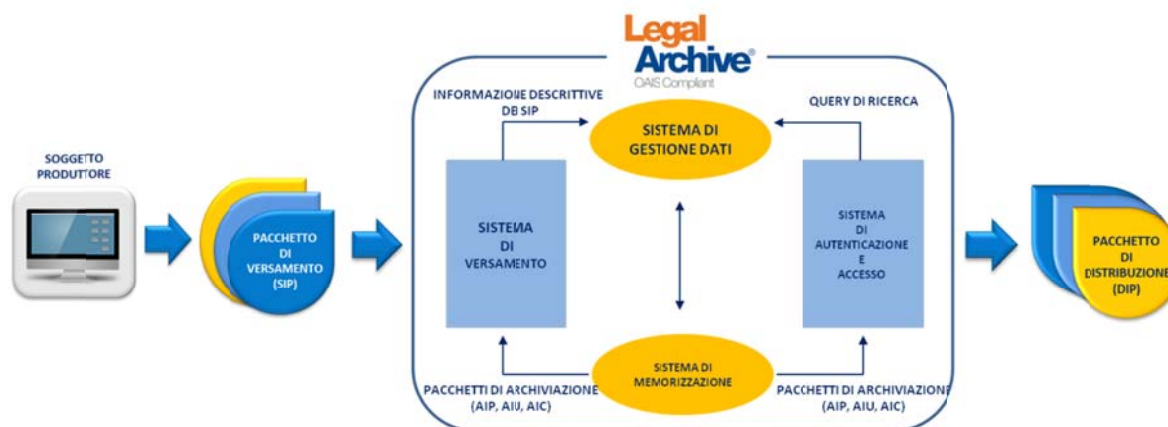 Legal
Archive®
OAIS Compliant
INFORMAZIONE DESCRITTIVE
DB SIP
QUERY DI RICERCA
SISTEMA DI
GESTIONE DATI
SOGGETTO
PRODUTTORE
PACCHETTO
DI
VERSAMENTO
(SIP)
SISTEMA
DI
VERSAMENTO
SISTEMA
DI
AUTENTICAZIONE
E
ACCESSO
PACCHETTO
DI
DISTRIBUZIONE
(DIP)
SISTEMA DI
MEMORIZZAZIONE
PACCHETTI DI ARCHIVIAZIONE
(AIP, AIU, AIC)
PACCHETTI DI ARCHIVIAZIONE
(AIP, AIU, AIC)